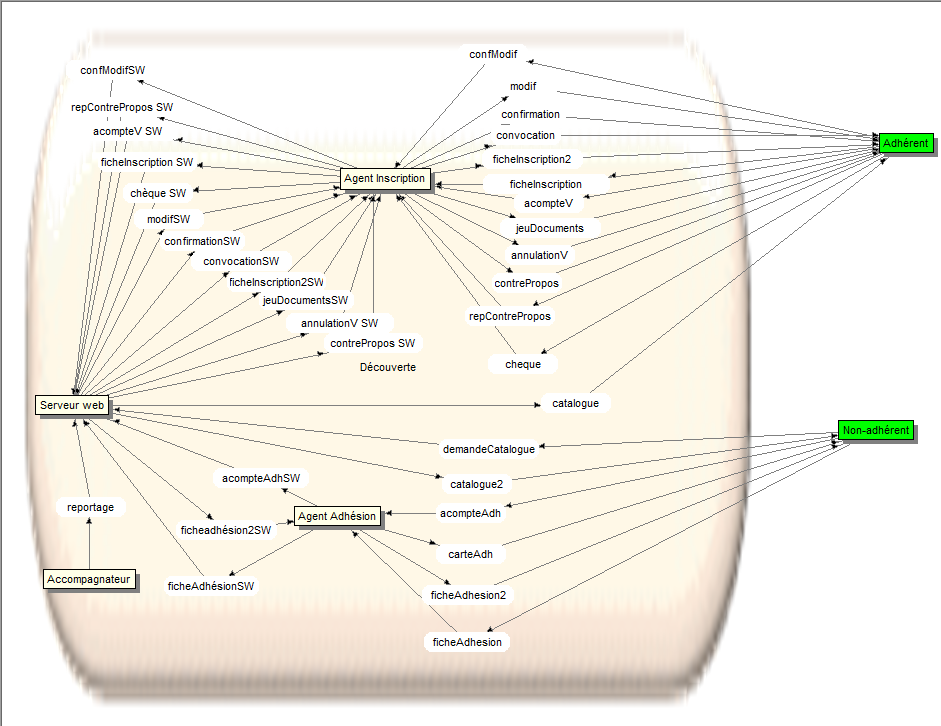 confModif
confModifSW
modif
repContrePropos SW
confirmation
acompteV SW
convocation
Adhérent
ficheInscription SW
ficheInscription2
Agent Inscription
ficheInscription
chèque SW
acompteV
modifSW
jeuDocuments
confirmationSW
annulationV
convocationSW
ficheInscription2SW
contrePropos
jeuDocumentsSW
repContrePropos
annulationV SW
contrePropos SW
cheque
Découverte
Serveur web
catalogue
Non-adhérent
demandeCatalogue
acompteAdhSW
catalogue2
reportage
acompteAdh
Agent Adhésion
ficheadhésion2SW
carteAdh
Accompagnateur
ficheAdhésionSW
ficheAdhesion2
ficheAdhesion